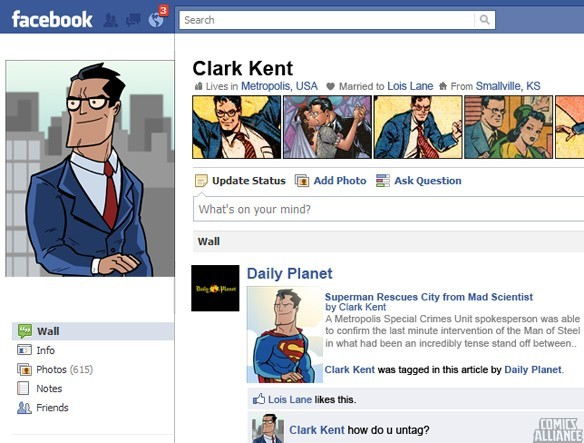 facebook
3
Search
Clark Kent
Lives in Metropolis, USA Married to Lois Lane From Smallville, KS
Update Status Add Photo Ask Question
What's on your mind?
Wall
Daily Planet
Daily Planet
Superman Rescues City from Mad Scientist
by Clark Kent
A Metropolis Special Crimes Unit spokesperson was able
to confirm the last minute intervention of the Man of Steel
in what had been an incredibly tense stand off between..
Clark Kent was tagged in this article by Daily Planet.
Lois Lane likes this.
Clark Kent how do u untag?
Wall
Info
Photos (615)
Notes
Friends
COMICS
ALLIANCE